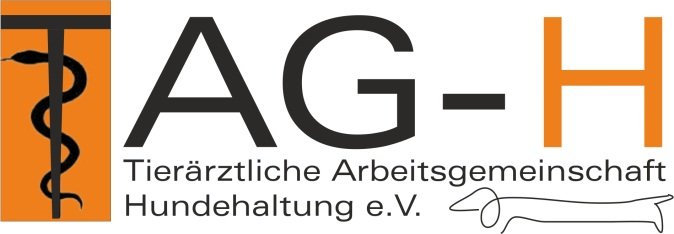 TAG-H
Tierärztliche Arbeitsgemeinschaft
Hundehaltung e.V.